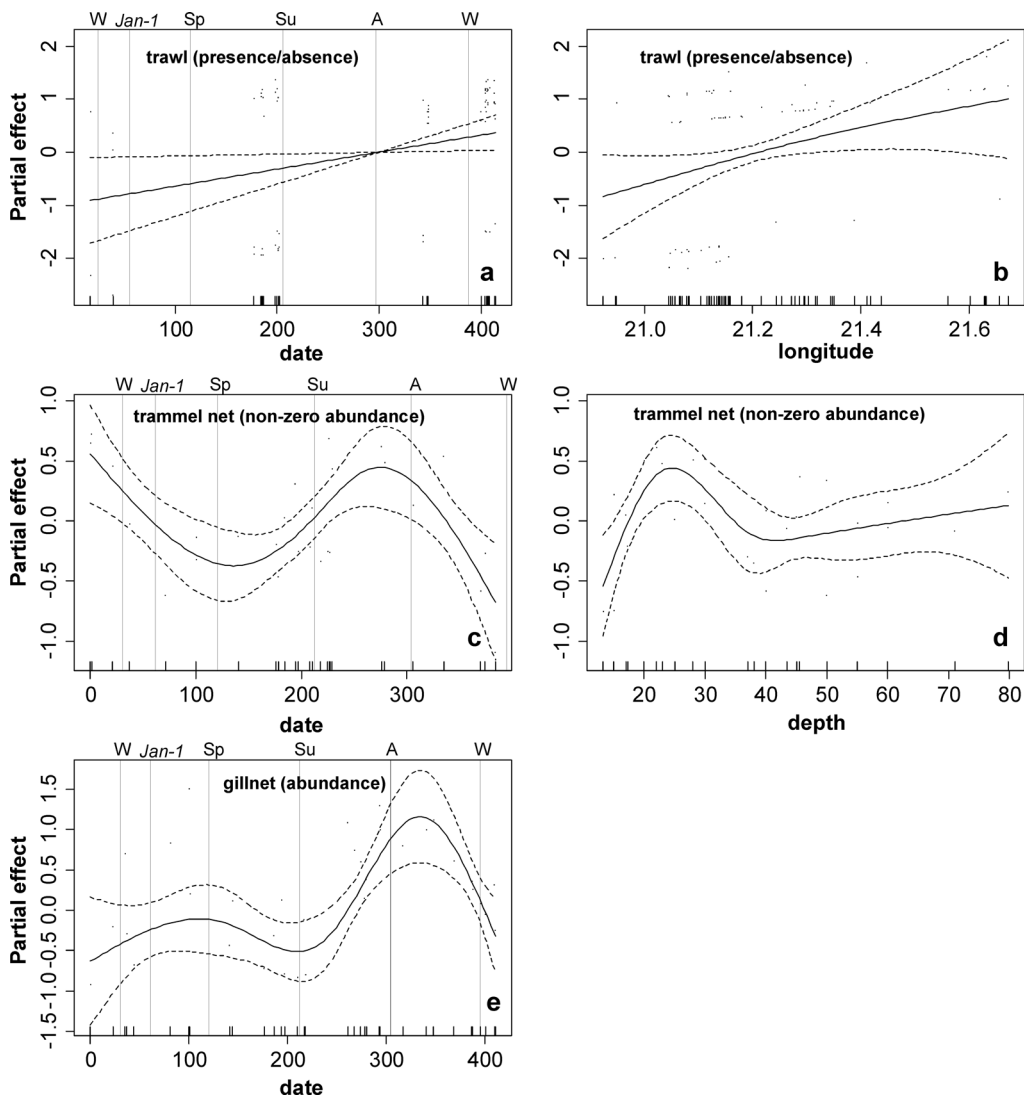 W Jan-1 Sp Su A W
trawl (presence/absence)
Partial effect
2
1
0
-1
-2
a
100 200 300 400
date
trawl (presence/absence)
2
1
0
-1
-2
b
21.0 21.2 21.4 21.6
longitude
W Jan-1 Sp Su A W
trammel net (non-zero abundance)
Partial effect
1.0
0.5
0.0
-0.5
-1.0
c
0 100 200 300
date
trammel net (non-zero abundance)
1.0
0.5
0.0
-0.5
-1.0
d
20 30 40 50 60 70 80
depth
W Jan-1 Sp Su A W
gillnet (abundance)
Partial effect
1.5
1.0
0.5
0.0
-0.5
-1.0
-1.5
e
0 100 200 300 400
date